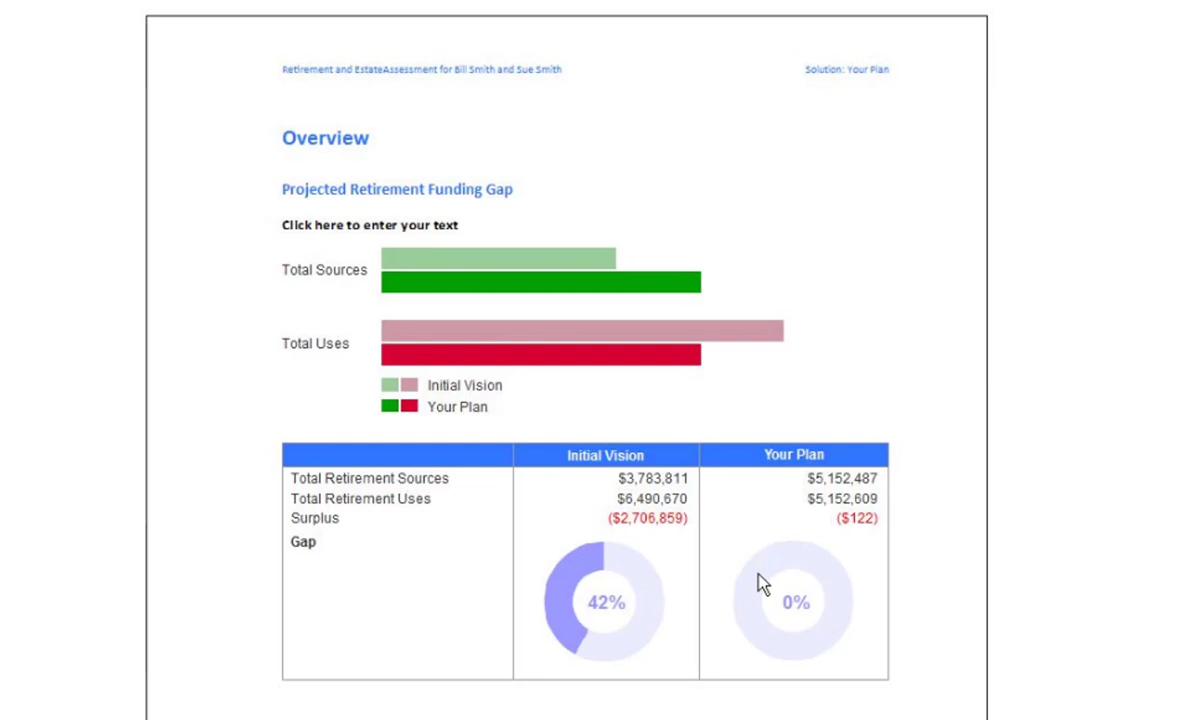 Retirement and EstateAssessment for Bill Smith and Sue Smith Solution: Your Plan
Overview
Projected Retirement Funding Gap
Click here to enter your text
Total Sources
Total Uses
Initial Vision
Your Plan
Initial Vision Your Plan
Total Retirement Sources $3,783,811 $5,152,487
Total Retirement Uses $6,490,670 $5,152,609
Surplus ($2,706,859) ($122)
Gap
42% 0%